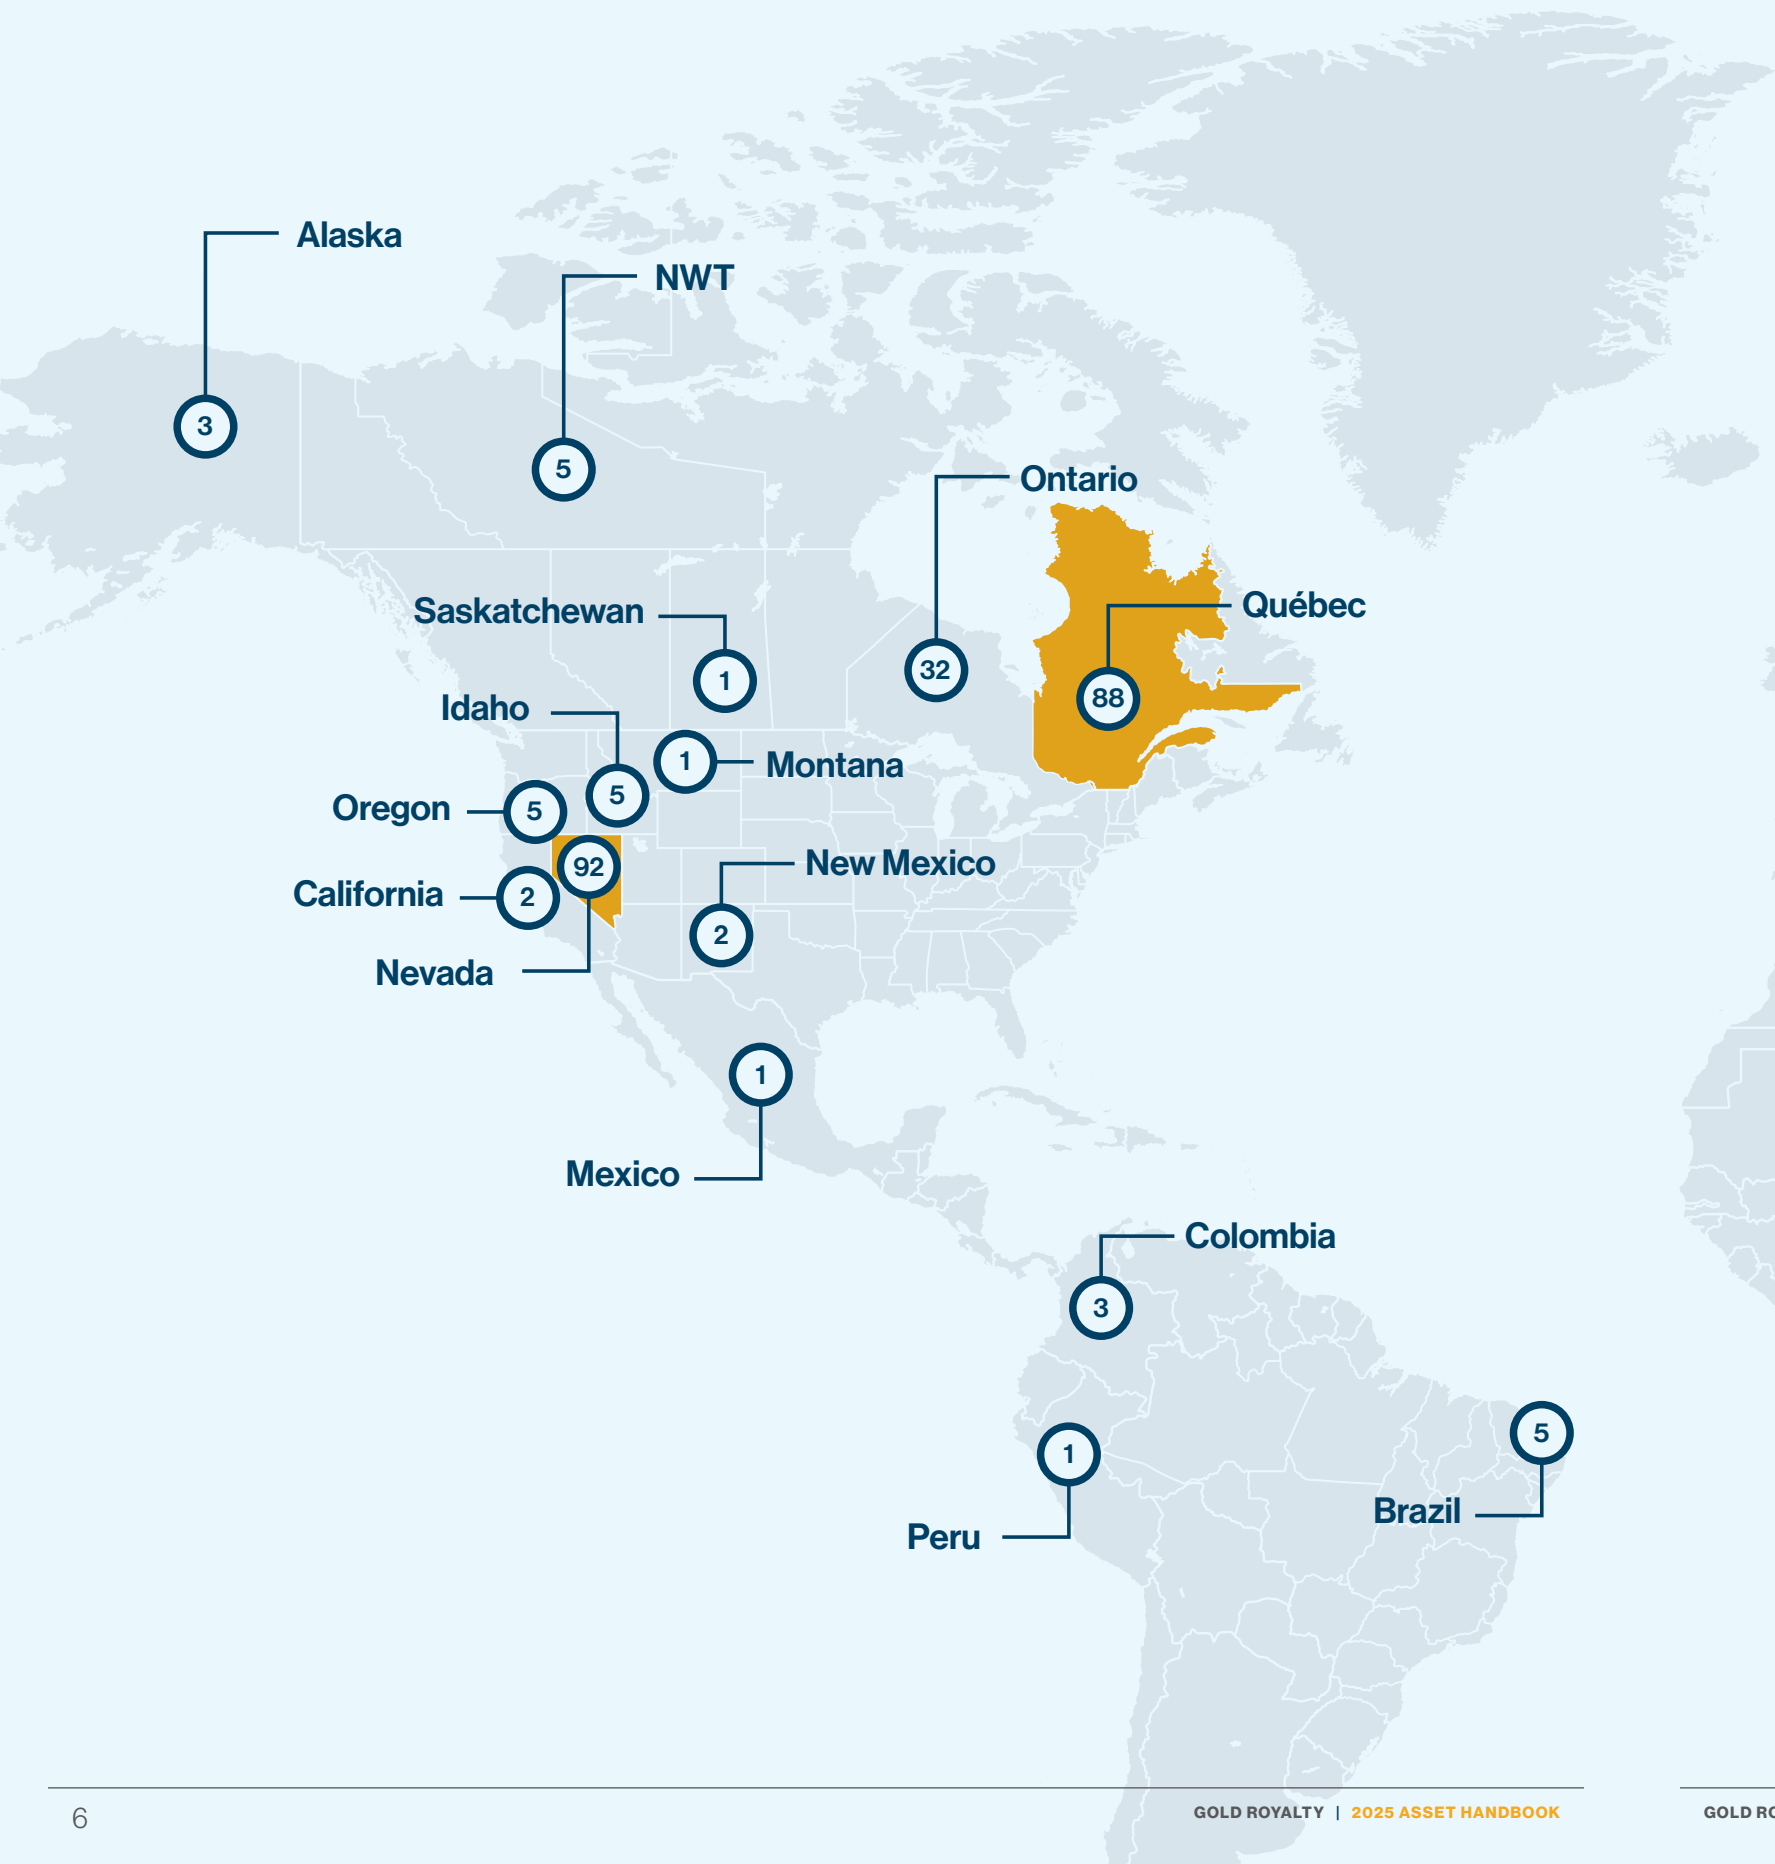 Alaska
3
NWT
5
Ontario
32
Québec
88
Saskatchewan
1
Idaho
5
1
Montana
Oregon
5
92
Nevada
California
2
New Mexico
2
1
Mexico
Colombia
3
1
Peru
5
Brazil
6
GOLD ROYALTY | 2025 ASSET HANDBOOK
GOLD